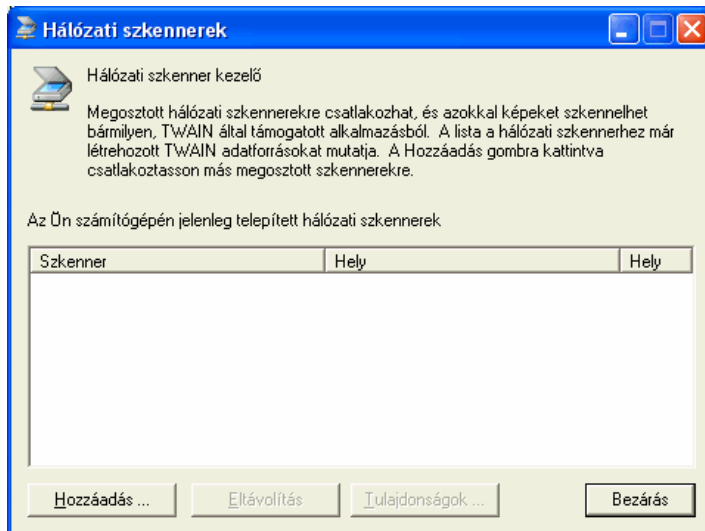 Hálózati szkennerek
Hálózati szkenner kezelő
Megosztott hálózati szkennerekre csatlakozhat, és azokkal képeket szkennelhet
bármilyen, TWAIN által támogatott alkalmazásból. A lista a hálózati szkennerhez már
létrehozott TWAIN adatforrásokat mutatja. A Hozzáadás gombra kattintva
csatlakoztasson más megosztott szkennerekre.
Az Ön számítógépén jelenleg telepített hálózati szkennerek
Szkenner Hely Hely
Hozzáadás ... Eltávolítás Tulajdonságok ... Bezárás